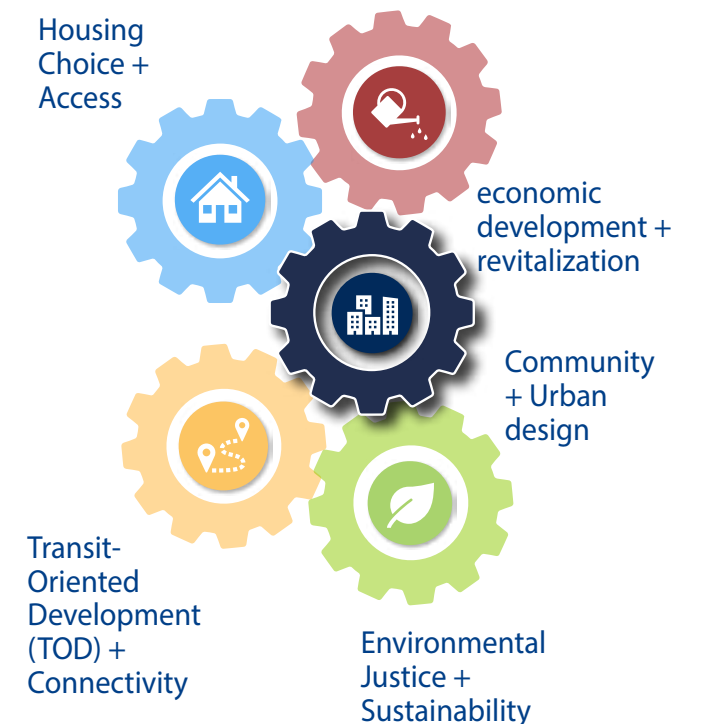 Housing
Choice +
Access
economic
development +
revitalization
Community
+ Urban
design
Transit-
Oriented
Development
(TOD) +
Connectivity
Environmental
Justice +
Sustainability